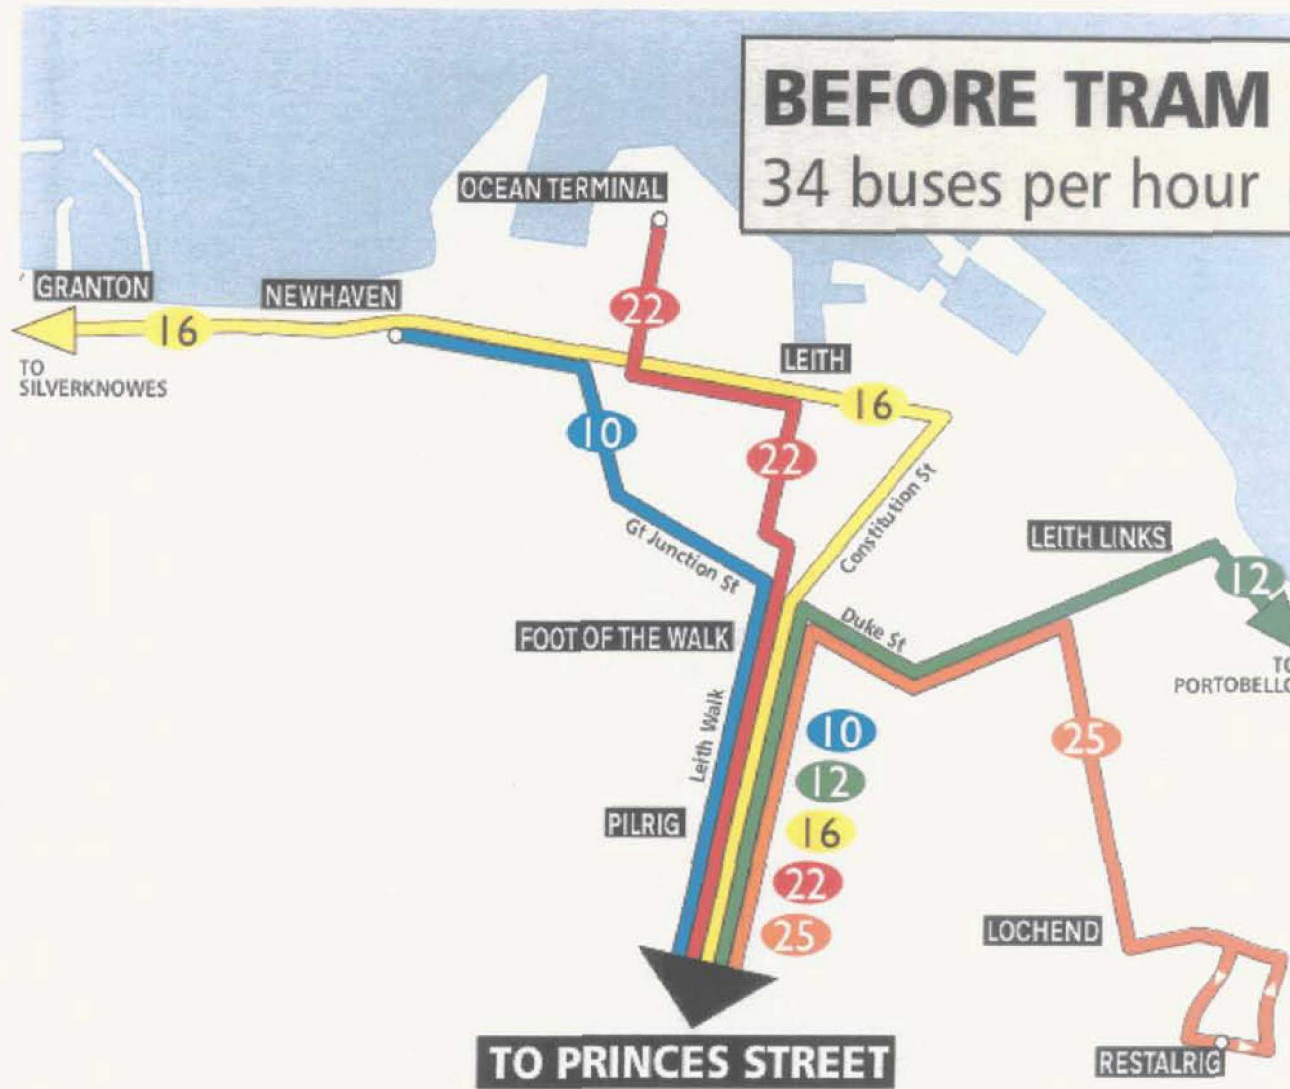 BEFORE TRAM
34 buses per hour
OCEAN TERMINAL
GRANTON
NEWHAVEN
22
16
TO
SILVERKNOWES
LEITH
16
10
22
Constitution St
Gt Junction St
LEITH LINKS
12
FOOT OF THE WALK
Duke St
TO
PORTOBELLO
Leith Walk
10
25
12
PILRIG
16
22
25
LOCHEND
TO PRINCES STREET
RESTALRIG